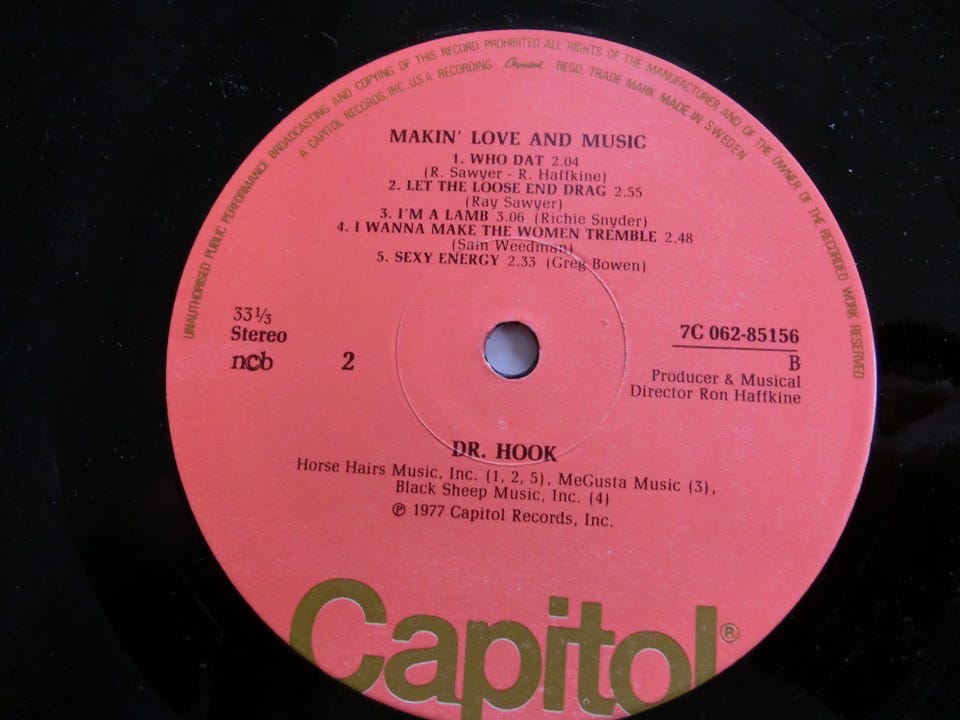 UNAUTHORISED PUBLIC PERFORMANCE BROADCASTING AND COPYING OF THIS RECORD PROHIBITED ALL RIGHTS OF THE MANUFACTURER AND OF THE OWNER OF THE RECORDED WORK RESERVED
A CAPITOL RECORDS, INC., U.S.A. RECORDING Capitol REGD. TRADE MARK MADE IN SWEDEN
MAKIN' LOVE AND MUSIC
1. WHO DAT 2.04
(R. Sawyer - R. Haffkine)
2. LET THE LOOSE END DRAG 2.55
(Ray Sawyer)
3. I'M A LAMB 3.06 (Richie Snyder)
4. I WANNA MAKE THE WOMEN TREMBLE 2.48
(Sam Weedman)
5. SEXY ENERGY 2.33 (Greg Bowen)
33⅓
Stereo
ncb
2
7C 062-85156
B
Producer & Musical
Director Ron Haffkine
DR. HOOK
Horse Hairs Music, Inc. (1, 2, 5), MeGusta Music (3),
Black Sheep Music, Inc. (4)
℗ 1977 Capitol Records, Inc.
Capitol®